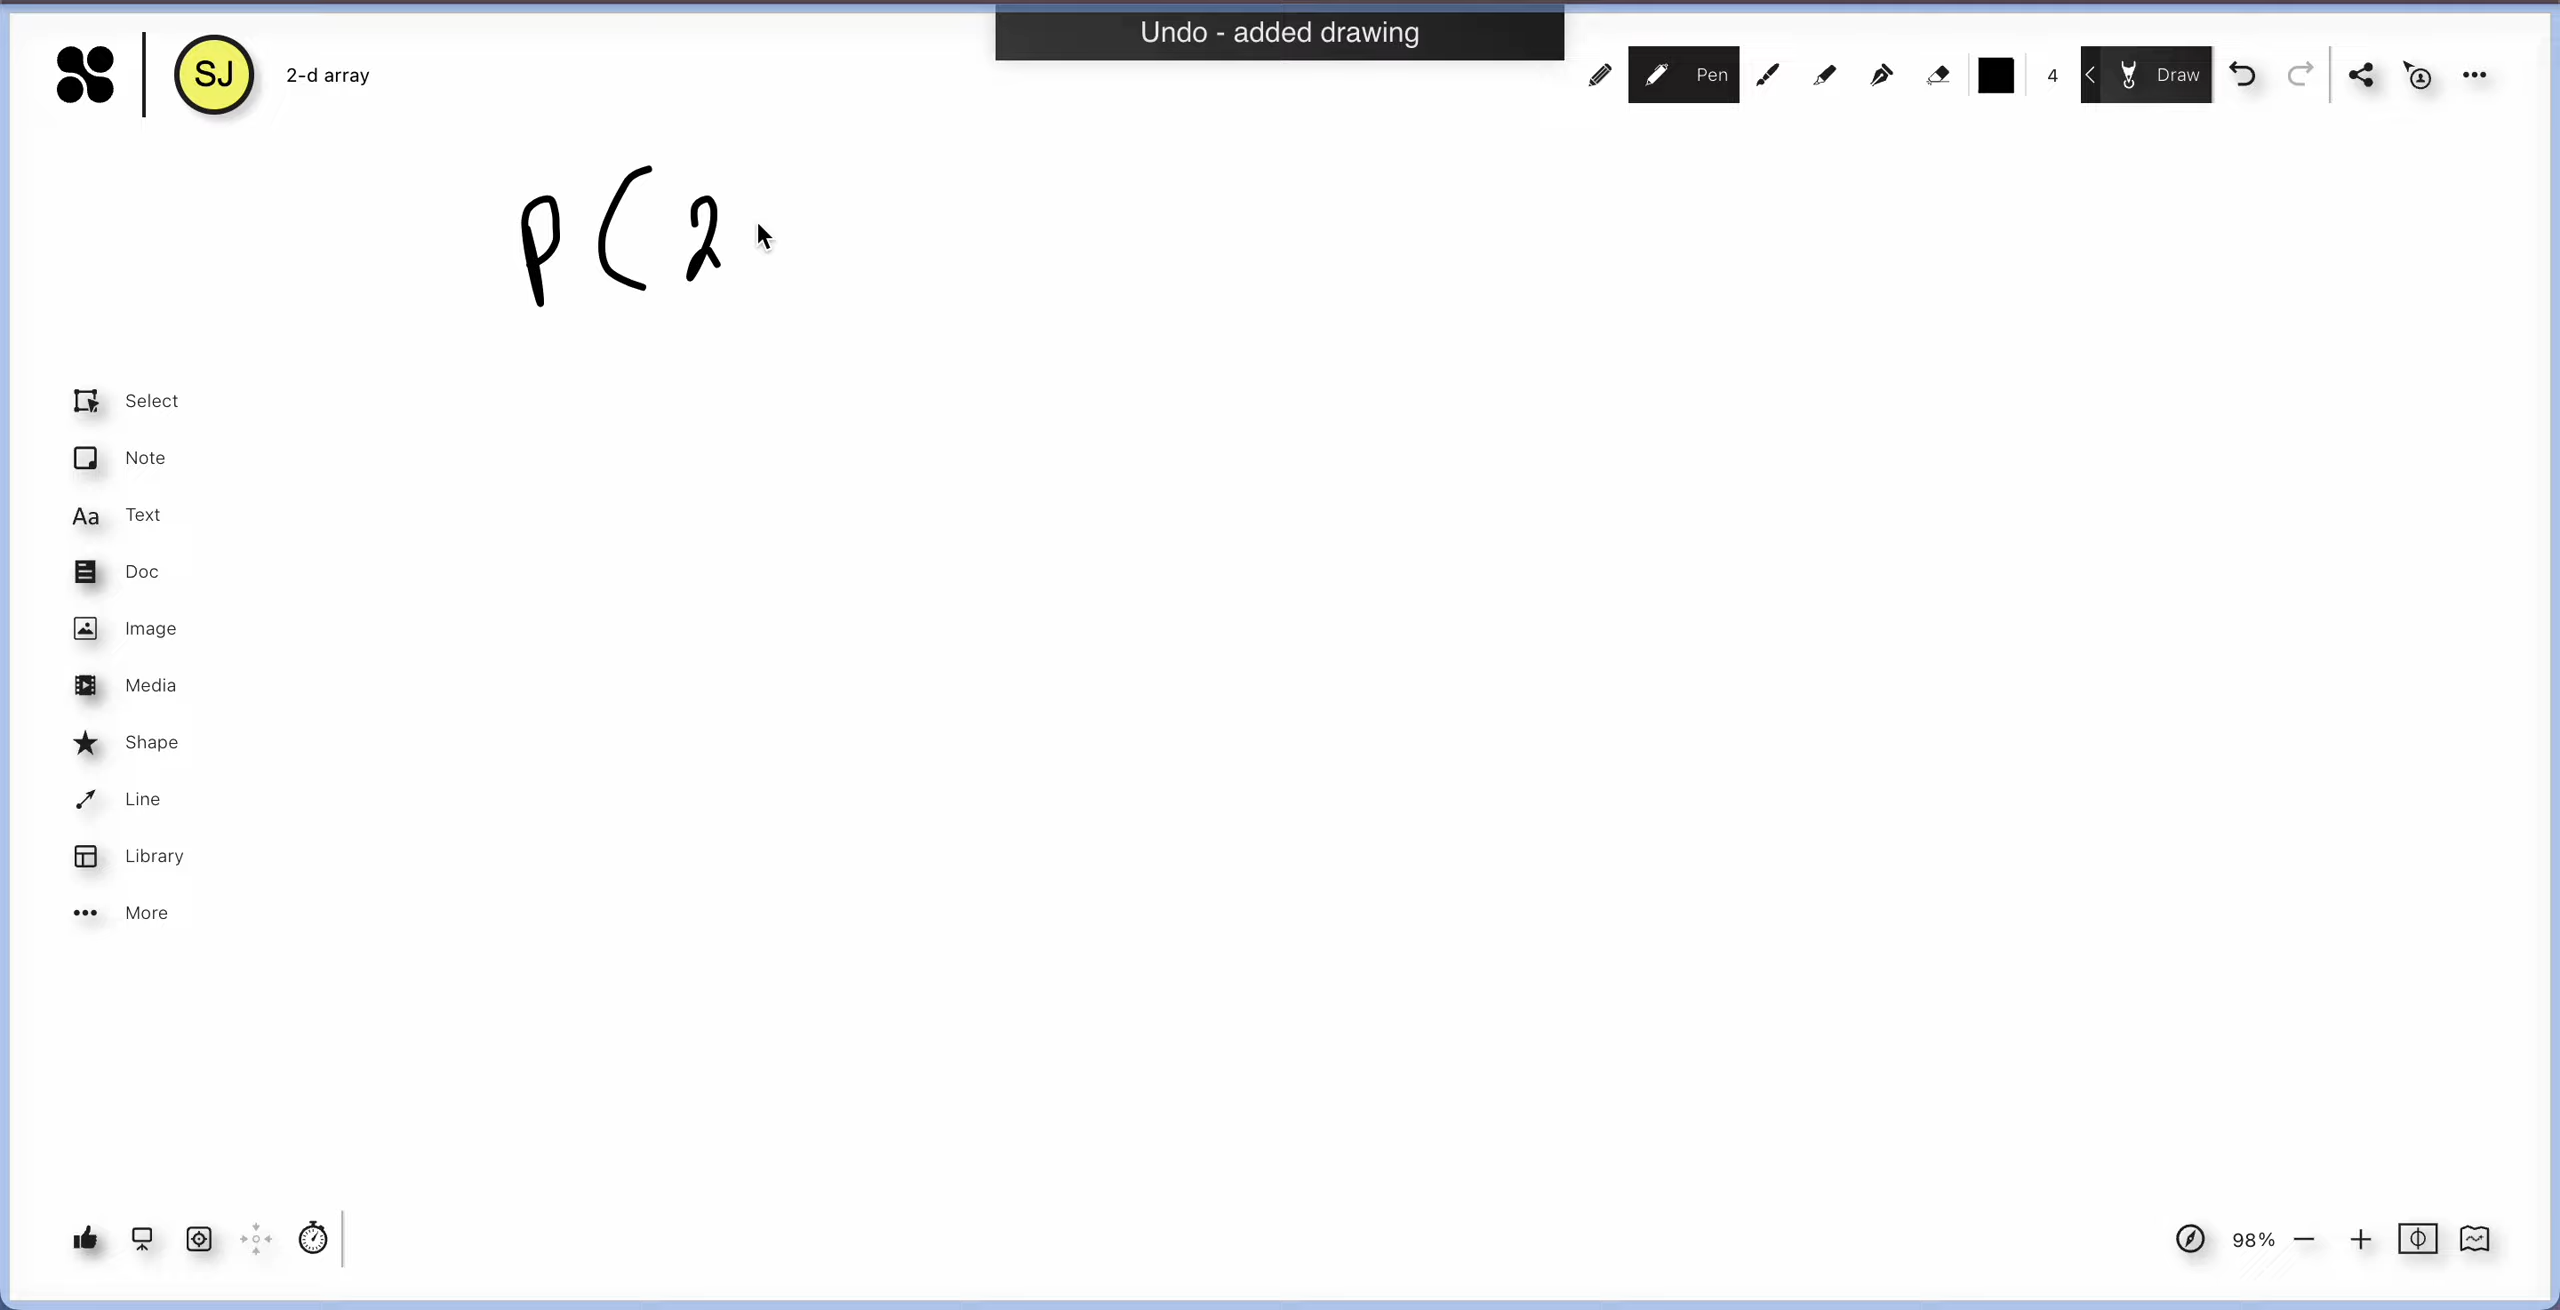 Undo - added drawing
SJ 2-d array Pen 4 Draw
P(2
Select
Note
Aa Text
Doc
Image
Media
Shape
Line
Library
More
98%